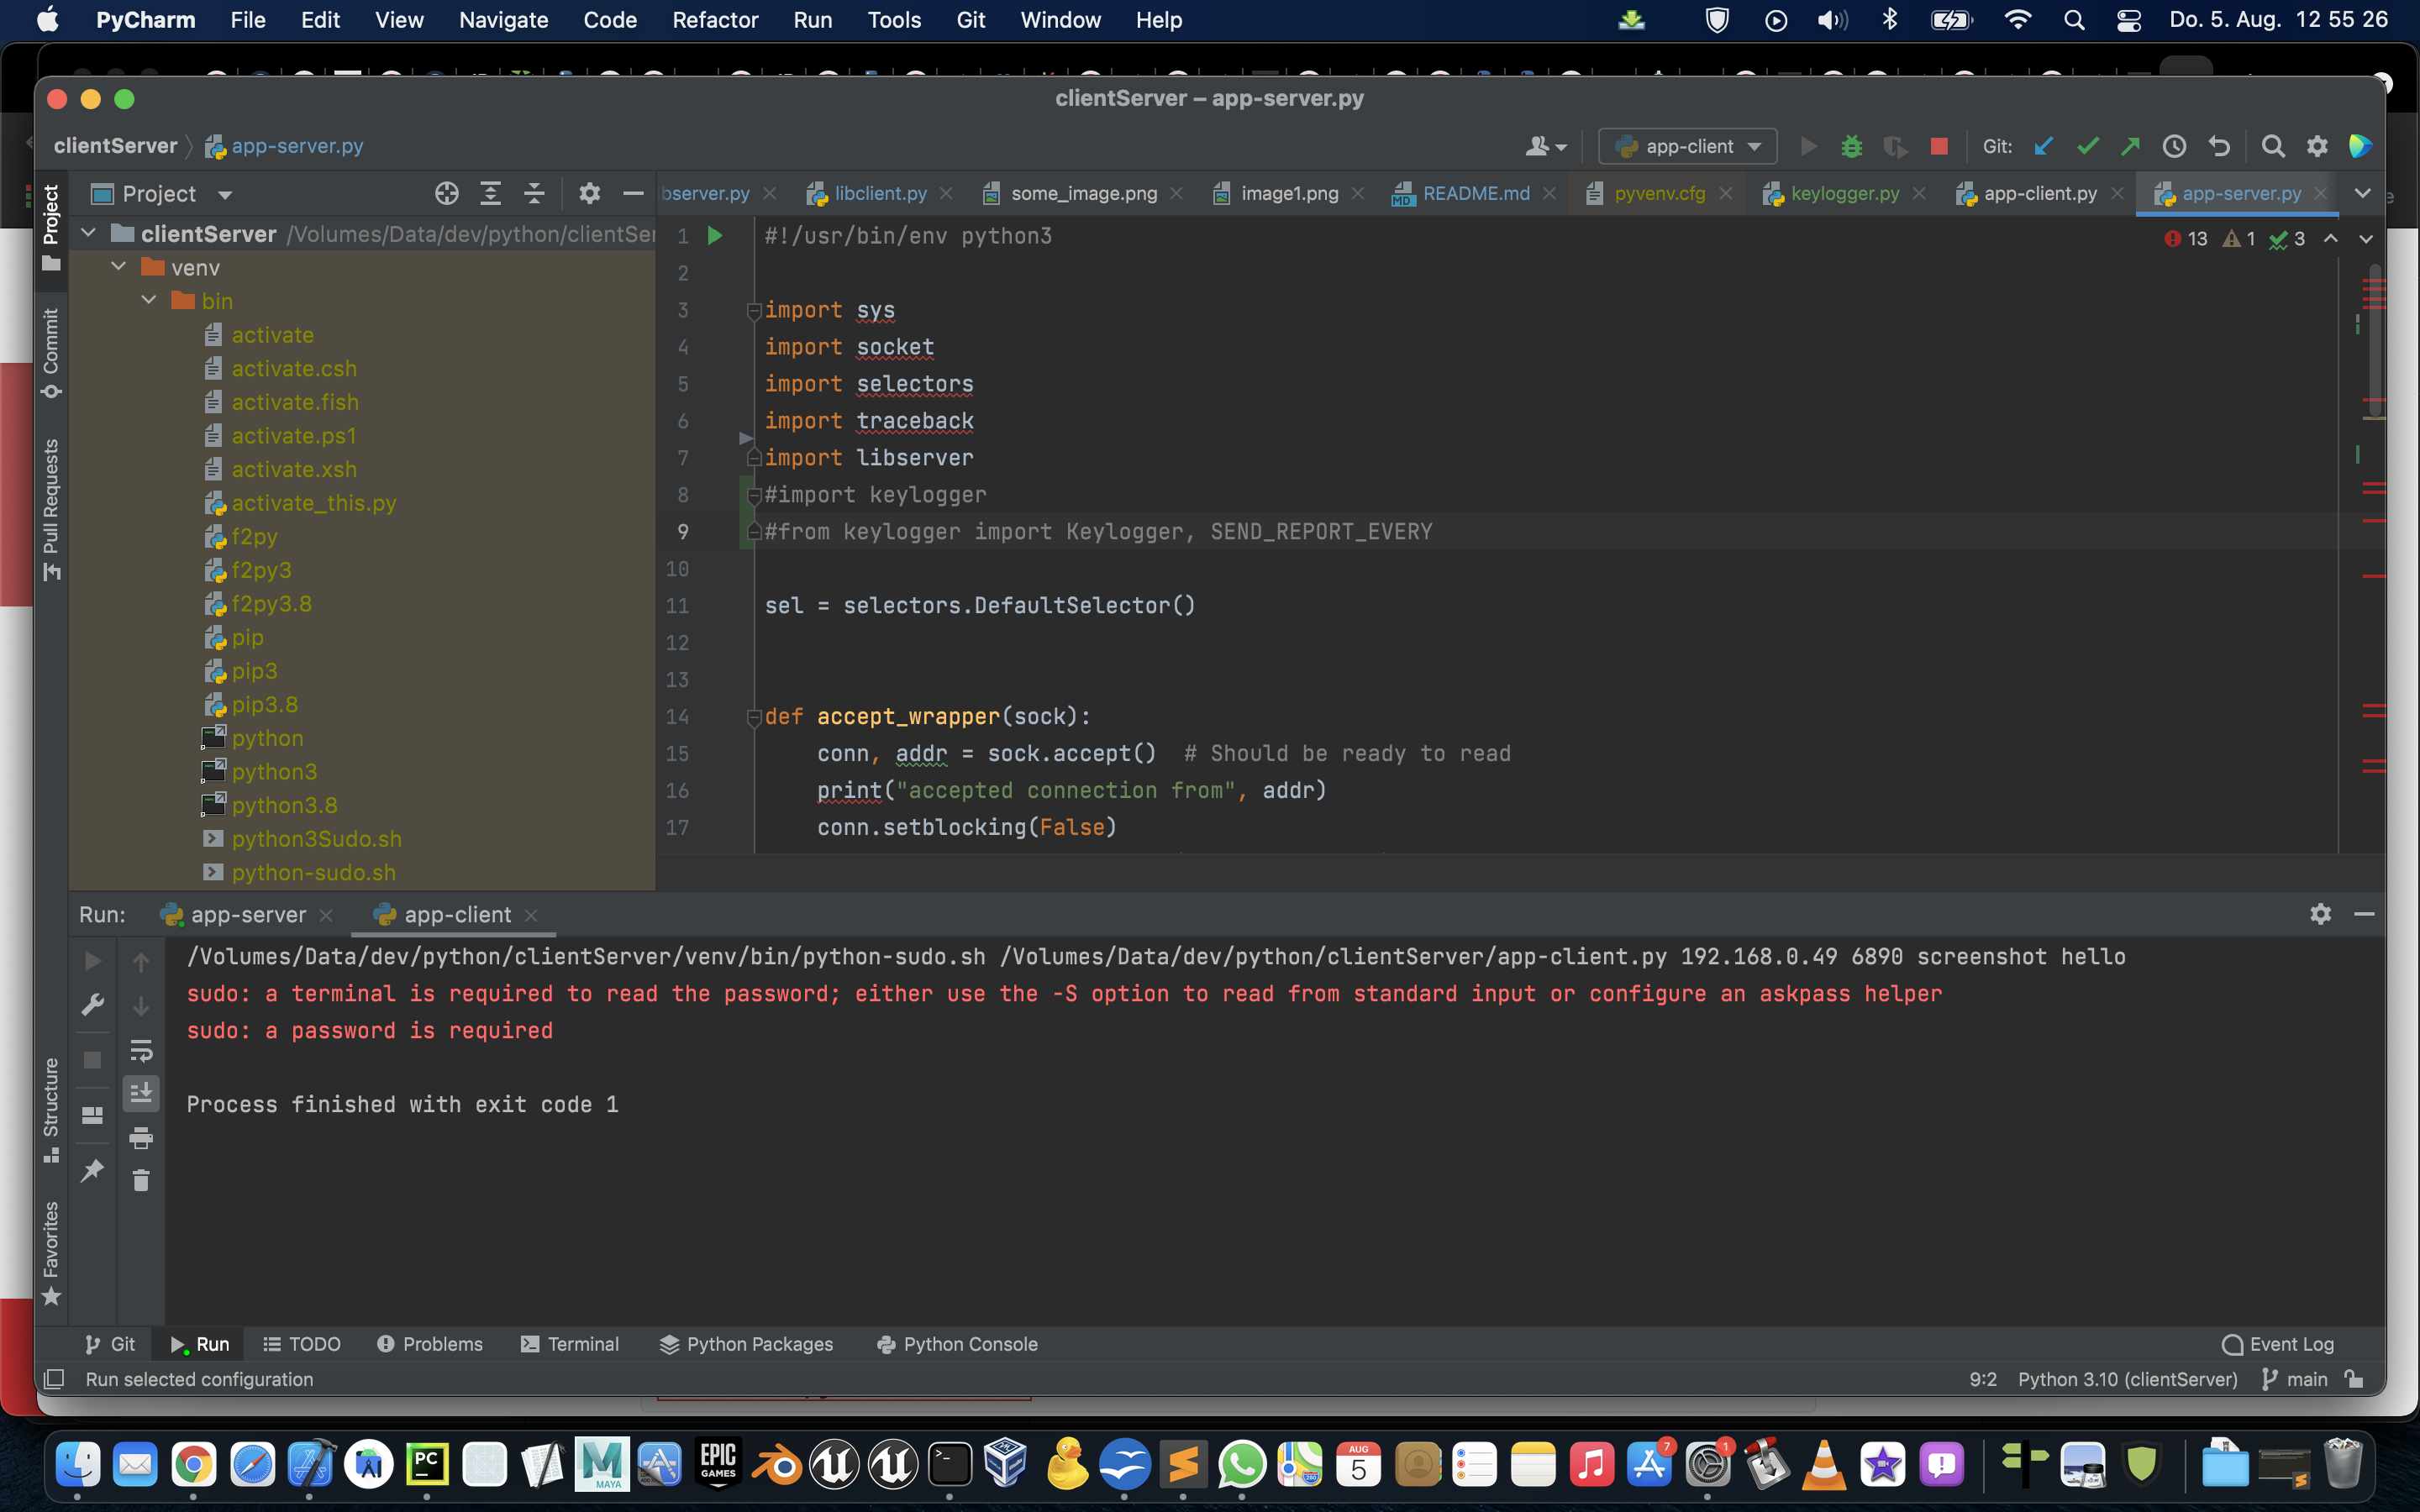 PyCharm File Edit View Navigate Code Refactor Run Tools Git Window Help Do. 5. Aug. 12 55 26
clientServer – app-server.py
clientServer app-server.py app-client Git:
Project bserver.py libclient.py some_image.png image1.png README.md pyvenv.cfg keylogger.py app-client.py app-server.py
Project
Commit
Pull Requests
Structure
Favorites
clientServer /Volumes/Data/dev/python/clientSer
venv
bin
activate
activate.csh
activate.fish
activate.ps1
activate.xsh
activate_this.py
f2py
f2py3
f2py3.8
pip
pip3
pip3.8
python
python3
python3.8
python3Sudo.sh
python-sudo.sh
13 1 3
1 #!/usr/bin/env python3
2
3 import sys
4 import socket
5 import selectors
6 import traceback
7 import libserver
8 #import keylogger
9 #from keylogger import Keylogger, SEND_REPORT_EVERY
10
11 sel = selectors.DefaultSelector()
12
13
14 def accept_wrapper(sock):
15 conn, addr = sock.accept() # Should be ready to read
16 print("accepted connection from", addr)
17 conn.setblocking(False)
Run: app-server app-client
/Volumes/Data/dev/python/clientServer/venv/bin/python-sudo.sh /Volumes/Data/dev/python/clientServer/app-client.py 192.168.0.49 6890 screenshot hello
sudo: a terminal is required to read the password; either use the -S option to read from standard input or configure an askpass helper
sudo: a password is required
Process finished with exit code 1
Git Run TODO Problems Terminal Python Packages Python Console Event Log
Run selected configuration 9:2 Python 3.10 (clientServer) main
PC
MAYA
EPIC
GAMES
AUG
5
7
1